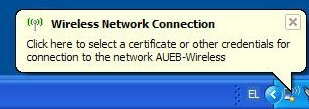 Wireless Network Connection
Click here to select a certificate or other credentials for
connection to the network AUEB-Wireless
EL